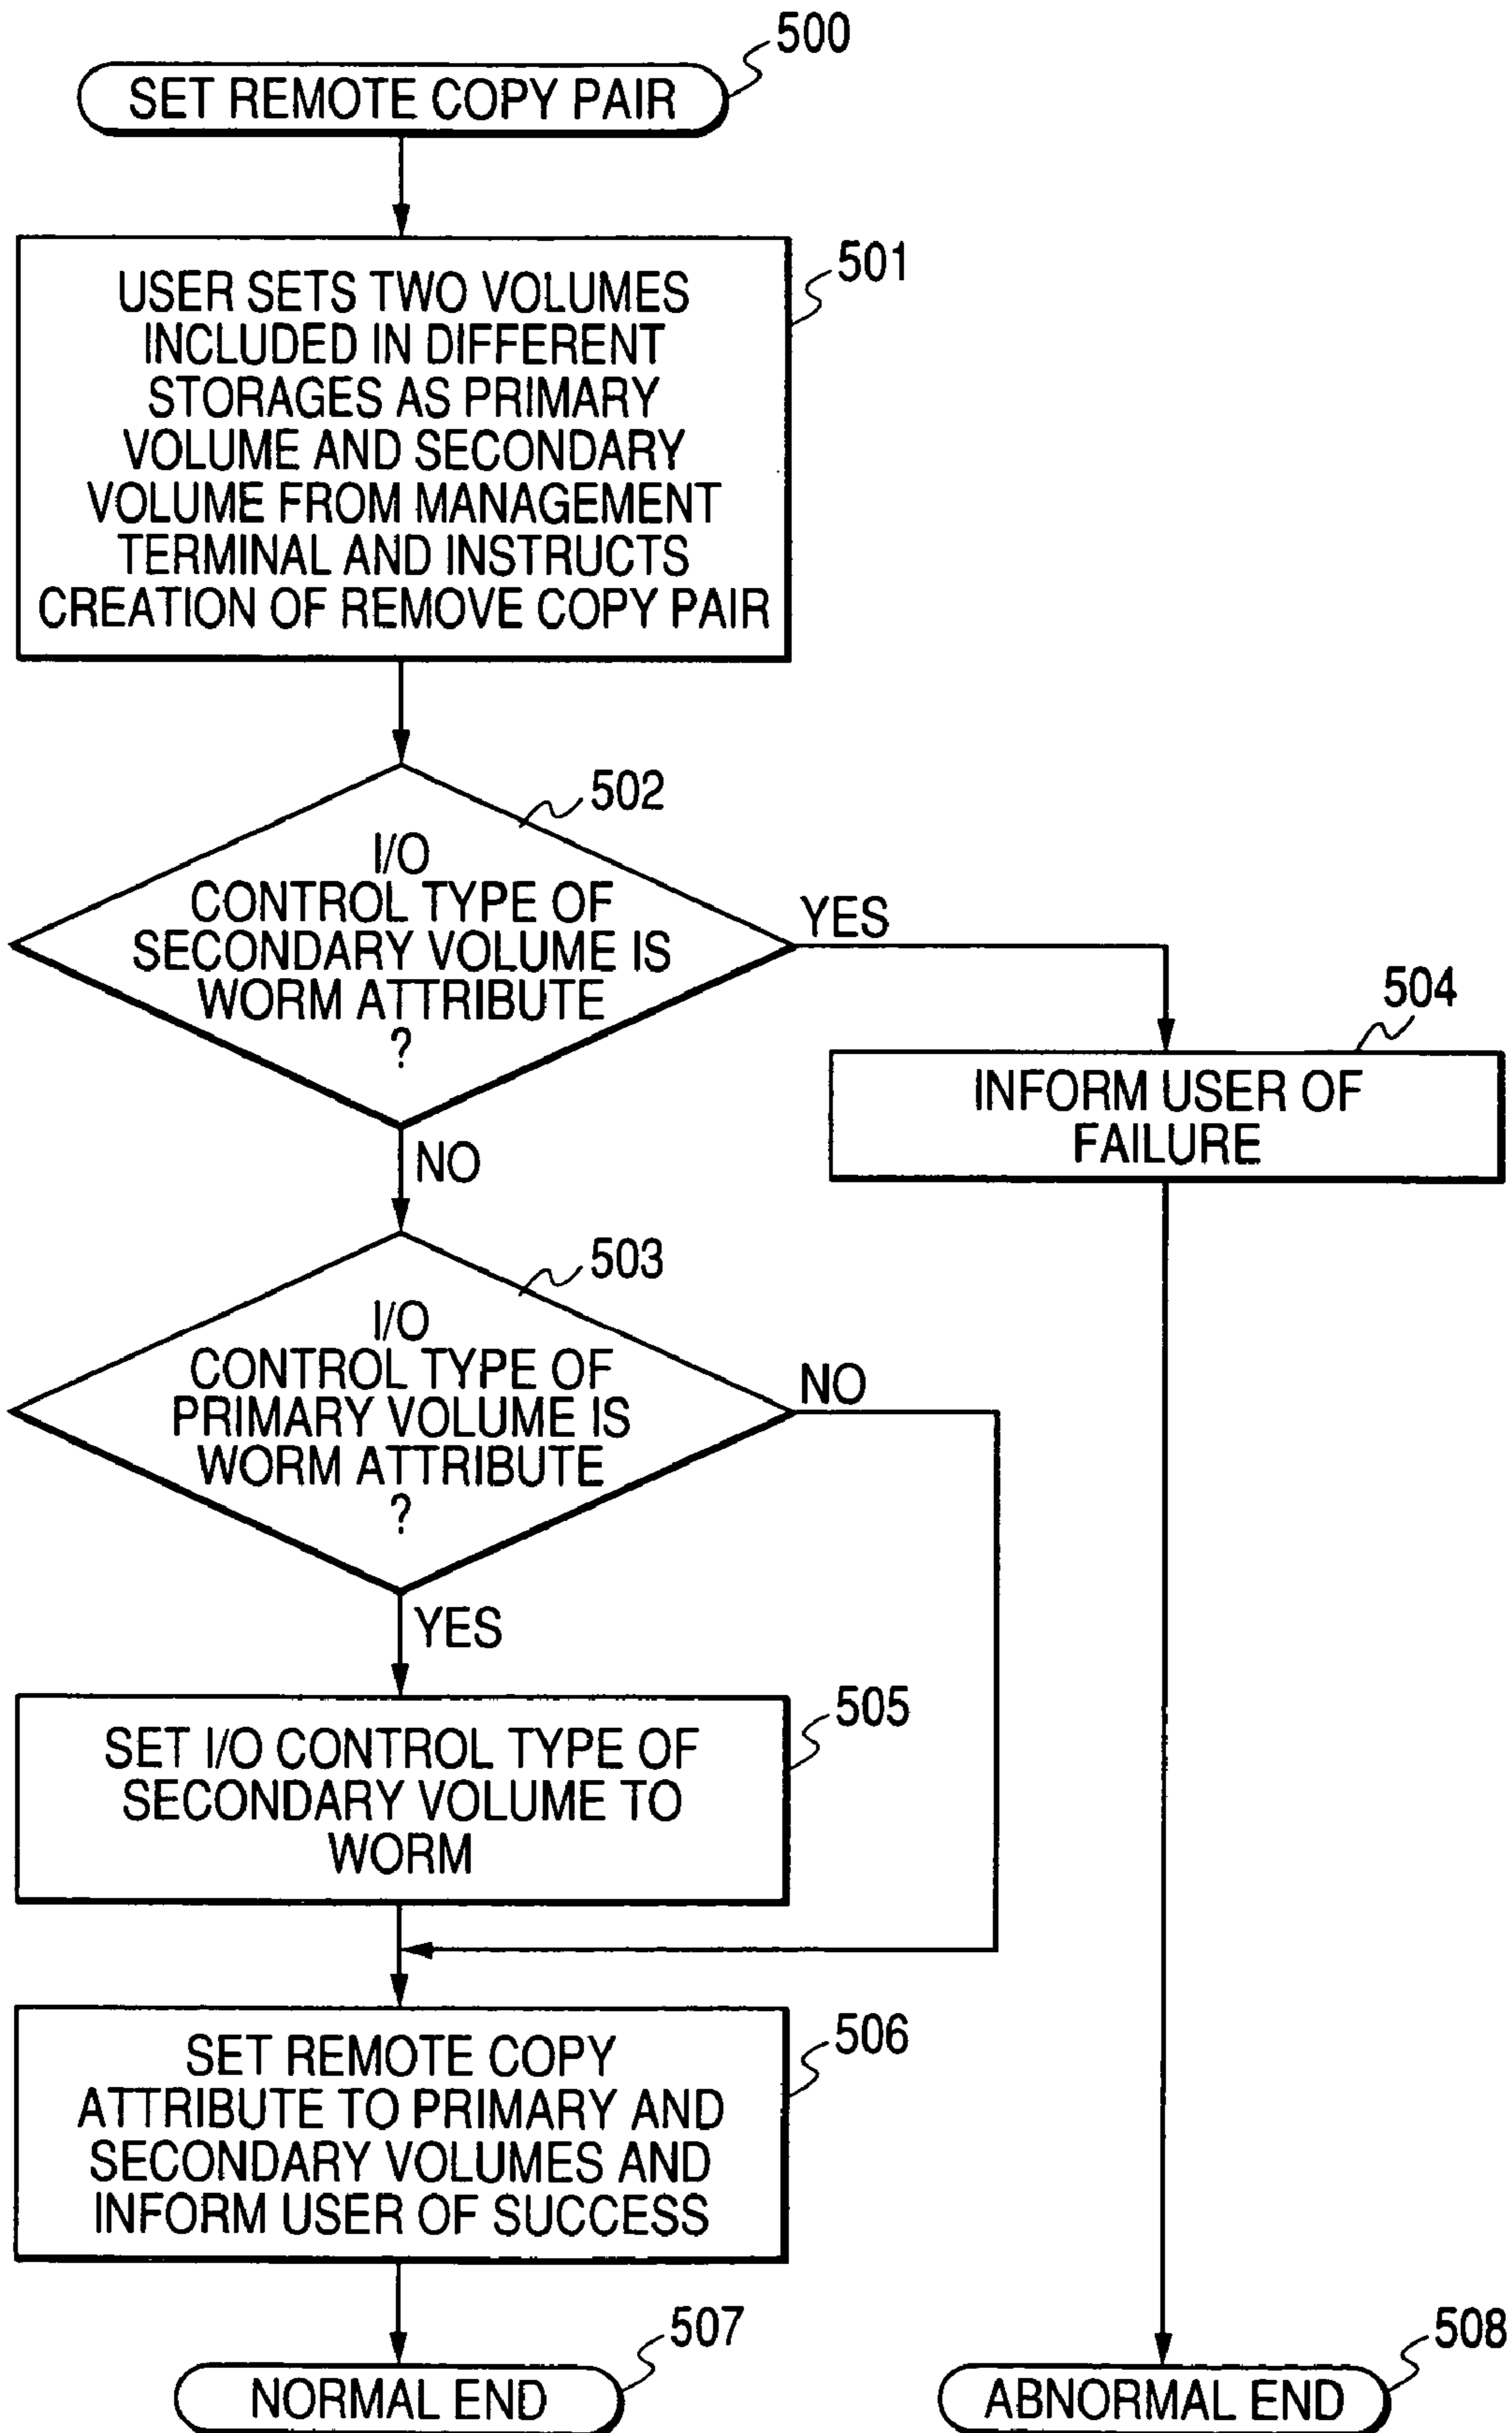 500
SET REMOTE COPY PAIR
501
USER SETS TWO VOLUMES
INCLUDED IN DIFFERENT
STORAGES AS PRIMARY
VOLUME AND SECONDARY
VOLUME FROM MANAGEMENT
TERMINAL AND INSTRUCTS
CREATION OF REMOVE COPY PAIR
502
I/O
CONTROL TYPE OF
SECONDARY VOLUME IS
WORM ATTRIBUTE
?
YES
504
INFORM USER OF
FAILURE
NO
503
I/O
CONTROL TYPE OF
PRIMARY VOLUME IS
WORM ATTRIBUTE
?
NO
YES
505
SET I/O CONTROL TYPE OF
SECONDARY VOLUME TO
WORM
506
SET REMOTE COPY
ATTRIBUTE TO PRIMARY AND
SECONDARY VOLUMES AND
INFORM USER OF SUCCESS
507
NORMAL END
508
ABNORMAL END